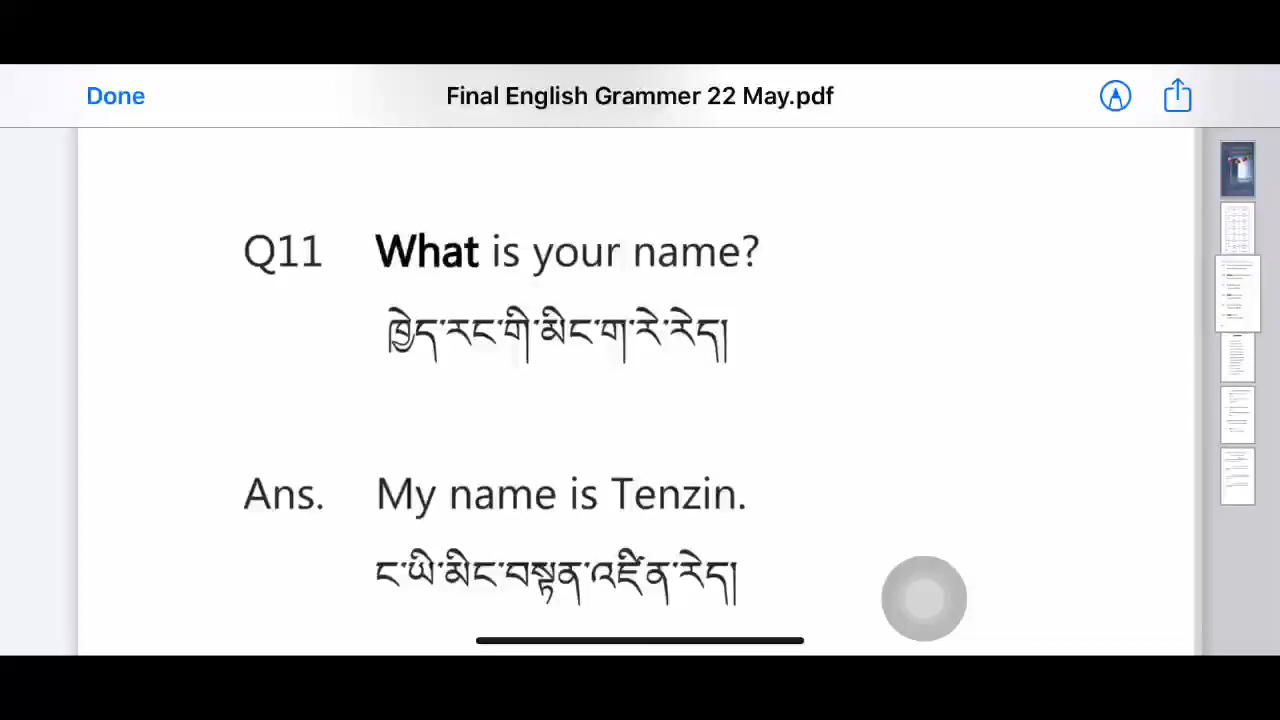 Done Final English Grammer 22 May.pdf
Q11 What is your name?
ཁྱེད་རང་གི་མིང་ག་རེ་རེད།
Ans. My name is Tenzin.
ང་ཡི་མིང་བསྟན་འཛིན་རེད།